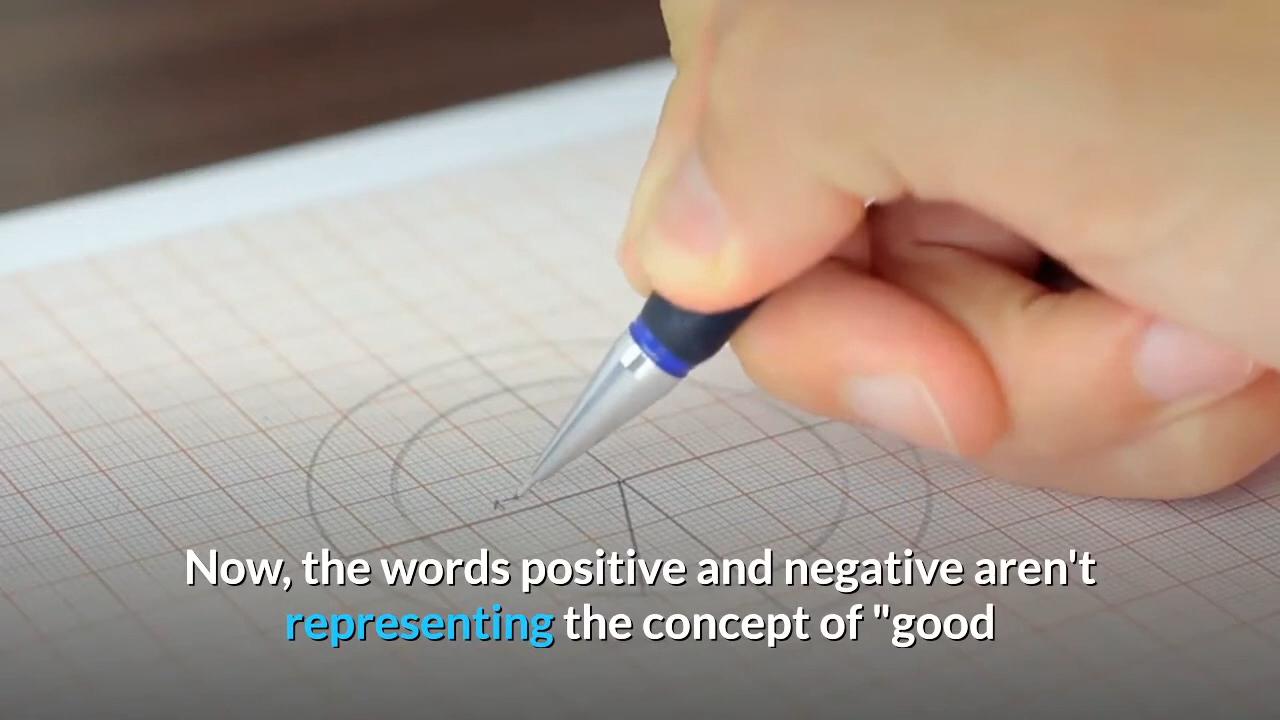 Now, the words positive and negative aren't
representing the concept of "good